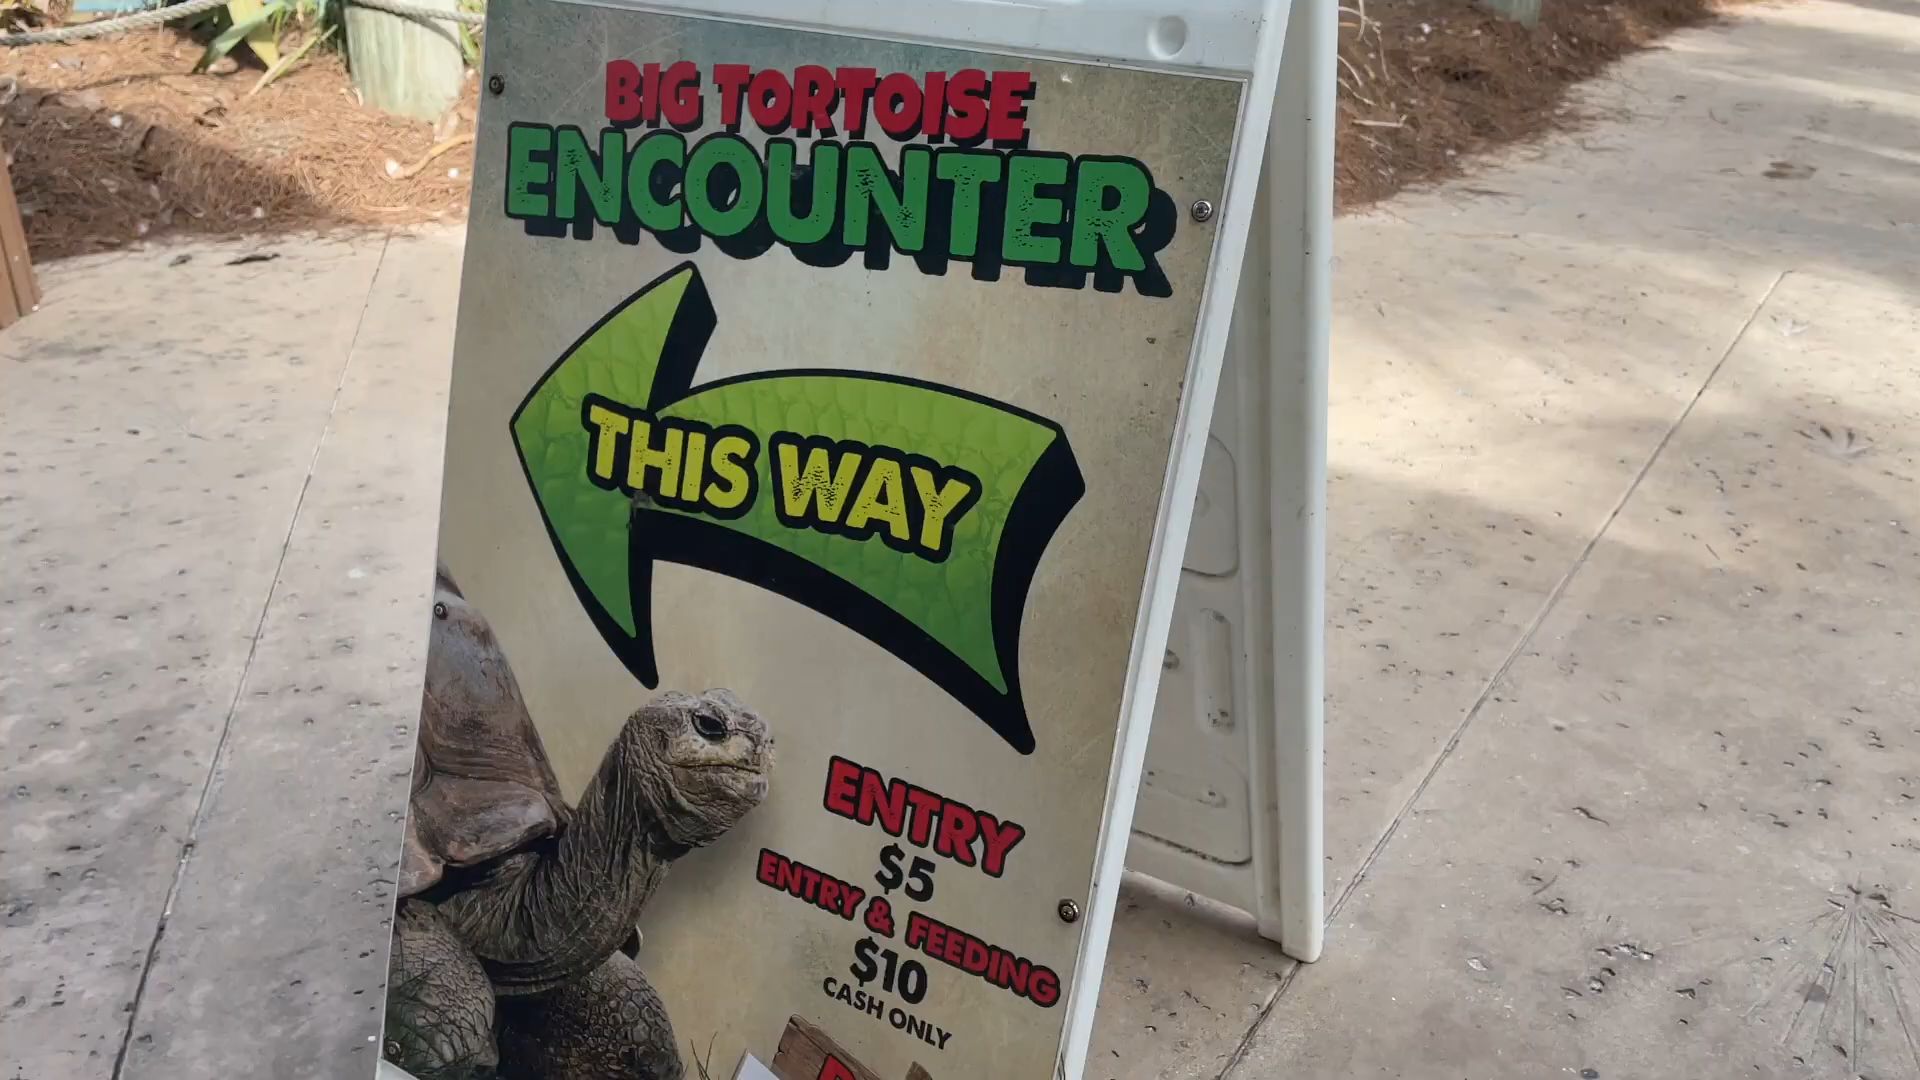 BIG TORTOISE
ENCOUNTER
THIS WAY
ENTRY
$5
ENTRY & FEEDING
$10
CASH ONLY